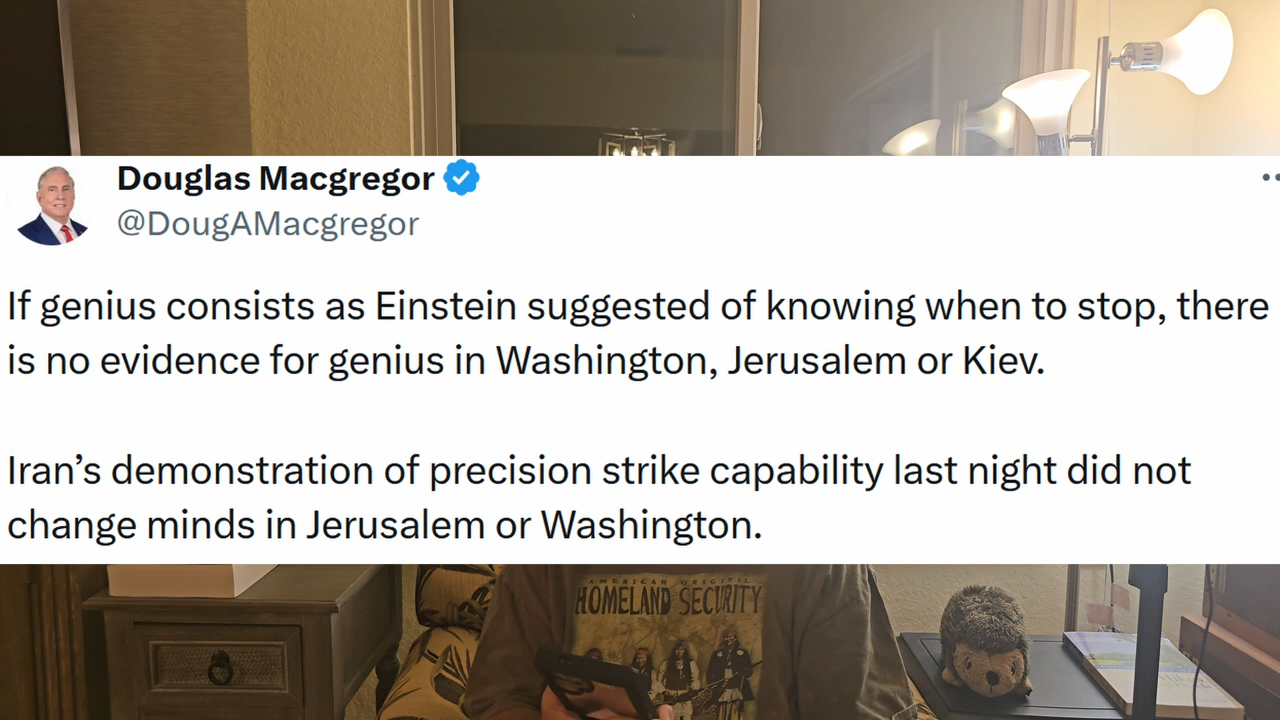 Douglas Macgregor
@DougAMacgregor
If genius consists as Einstein suggested of knowing when to stop, there
is no evidence for genius in Washington, Jerusalem or Kiev.
Iran’s demonstration of precision strike capability last night did not
change minds in Jerusalem or Washington.
AMERICAN ORIGINAL
HOMELAND SECURITY